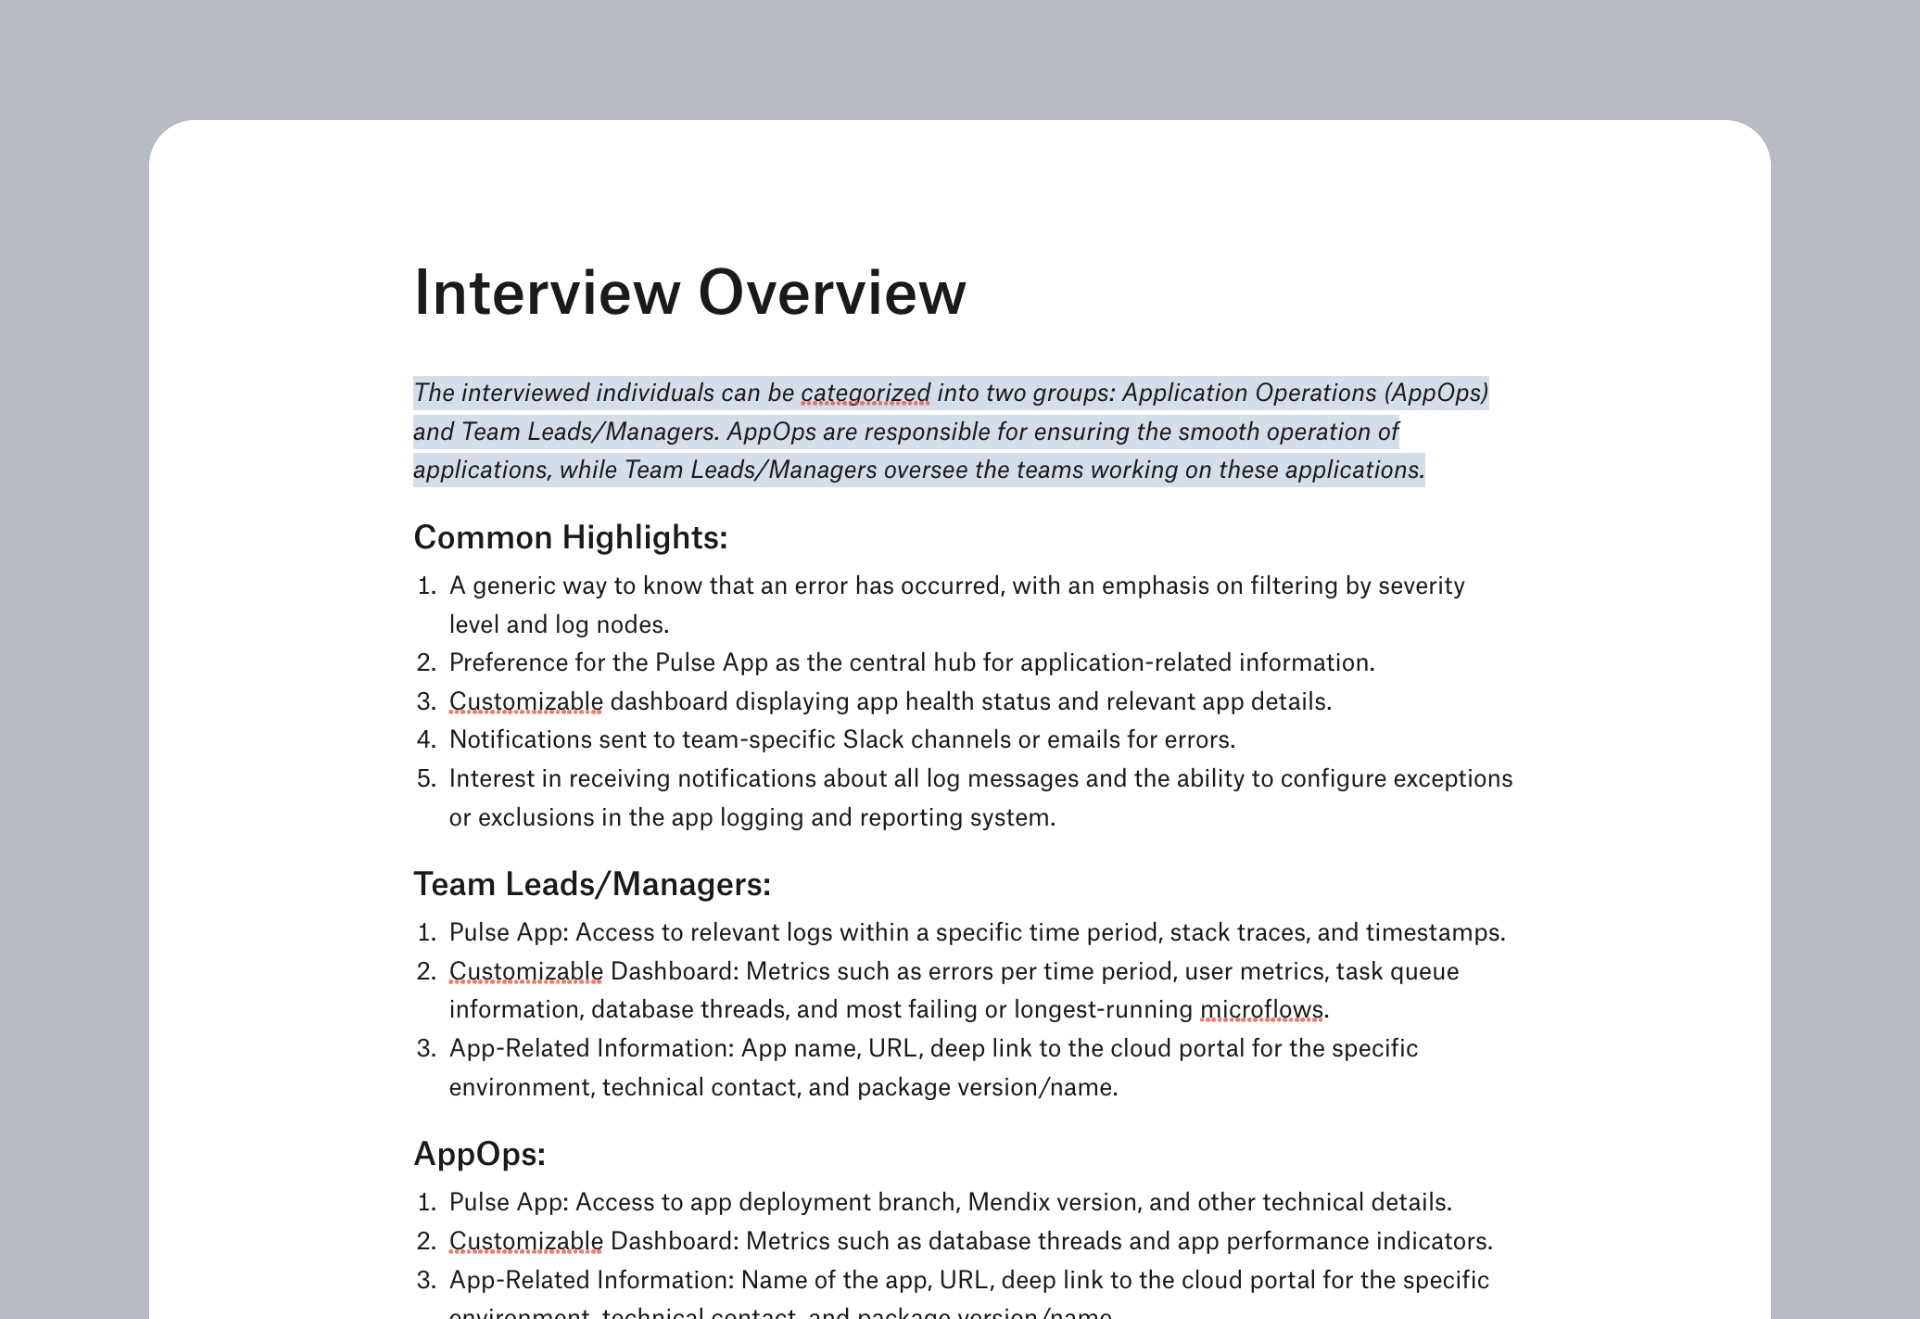 Interview Overview
The interviewed individuals can be categorized into two groups: Application Operations (AppOps)
and Team Leads/Managers. AppOps are responsible for ensuring the smooth operation of
applications, while Team Leads/Managers oversee the teams working on these applications.
Common Highlights:
1. A generic way to know that an error has occurred, with an emphasis on filtering by severity
level and log nodes.
2. Preference for the Pulse App as the central hub for application-related information.
3. Customizable dashboard displaying app health status and relevant app details.
4. Notifications sent to team-specific Slack channels or emails for errors.
5. Interest in receiving notifications about all log messages and the ability to configure exceptions
or exclusions in the app logging and reporting system.
Team Leads/Managers:
1. Pulse App: Access to relevant logs within a specific time period, stack traces, and timestamps.
2. Customizable Dashboard: Metrics such as errors per time period, user metrics, task queue
information, database threads, and most failing or longest-running microflows.
3. App-Related Information: App name, URL, deep link to the cloud portal for the specific
environment, technical contact, and package version/name.
AppOps:
1. Pulse App: Access to app deployment branch, Mendix version, and other technical details.
2. Customizable Dashboard: Metrics such as database threads and app performance indicators.
3. App-Related Information: Name of the app, URL, deep link to the cloud portal for the specific
environment, technical contact, and package version/name.